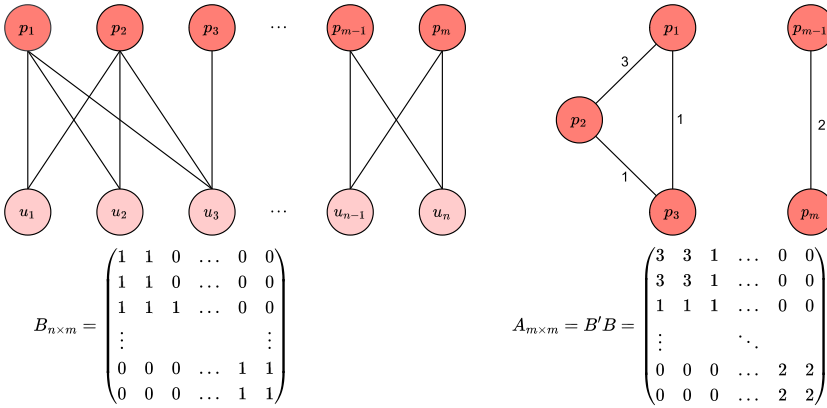 p₁ p₂ p₃ ... pₘ₋₁ pₘ
u₁ u₂ u₃ ... uₙ₋₁ uₙ
Bₙₓₘ =
1 1 0 ... 0 0
1 1 0 ... 0 0
1 1 1 ... 0 0
⋮ ⋮
0 0 0 ... 1 1
0 0 0 ... 1 1
p₁ pₘ₋₁
3
p₂ 1 2
1
p₃ pₘ
Aₘₓₘ = B′B =
3 3 1 ... 0 0
3 3 1 ... 0 0
1 1 1 ... 0 0
⋮ ⋱
0 0 0 ... 2 2
0 0 0 ... 2 2